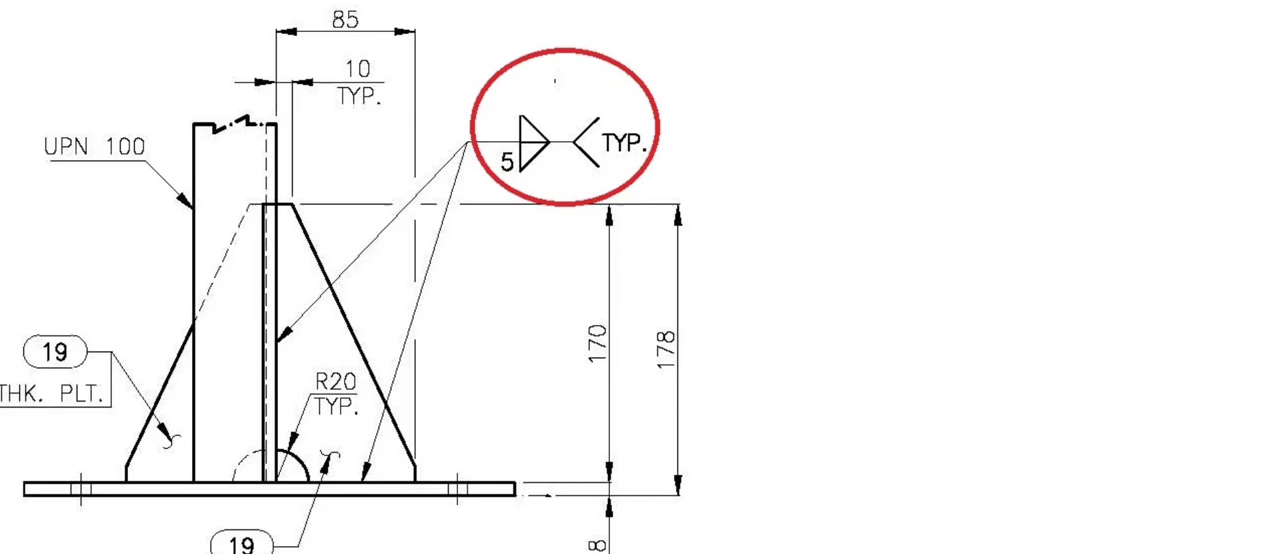 85
10
TYP.
UPN 100
5
TYP.
170
178
19
THK. PLT.
R20
TYP.
19
8